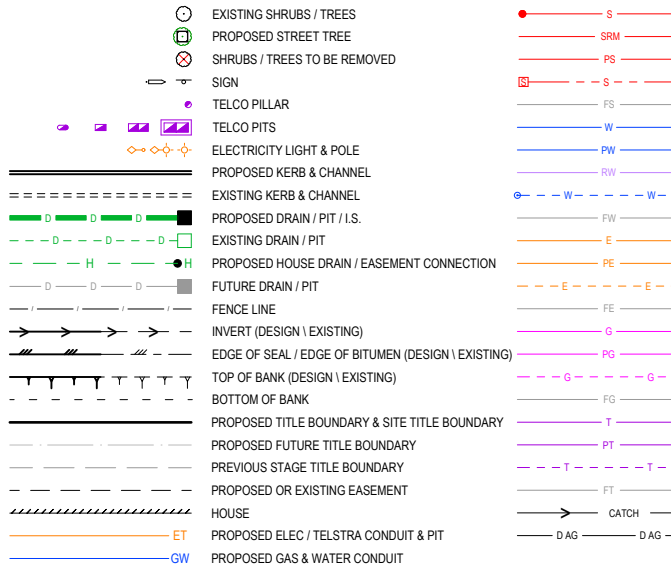 EXISTING SHRUBS / TREES
PROPOSED STREET TREE
SHRUBS / TREES TO BE REMOVED
SIGN
TELCO PILLAR
TELCO PITS
ELECTRICITY LIGHT & POLE
PROPOSED KERB & CHANNEL
EXISTING KERB & CHANNEL
D D D PROPOSED DRAIN / PIT / I.S.
D D D EXISTING DRAIN / PIT
H H PROPOSED HOUSE DRAIN / EASEMENT CONNECTION
D D D FUTURE DRAIN / PIT
FENCE LINE
INVERT (DESIGN \ EXISTING)
EDGE OF SEAL / EDGE OF BITUMEN (DESIGN \ EXISTING)
TOP OF BANK (DESIGN \ EXISTING)
BOTTOM OF BANK
PROPOSED TITLE BOUNDARY & SITE TITLE BOUNDARY
PROPOSED FUTURE TITLE BOUNDARY
PREVIOUS STAGE TITLE BOUNDARY
PROPOSED OR EXISTING EASEMENT
HOUSE
ET PROPOSED ELEC / TELSTRA CONDUIT & PIT
GW PROPOSED GAS & WATER CONDUIT
S
SRM
PS
S S
FS
W
PW
RW
W W
FW
E
PE
E E
FE
G
PG
G G
FG
T
PT
T T
FT
CATCH
D AG D AG